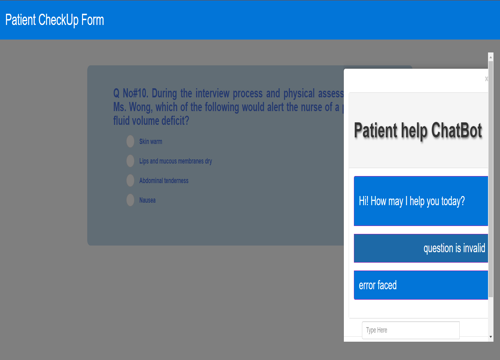 Patient CheckUp Form
Q No#10. During the interview process and physical assess
Ms. Wong, which of the following would alert the nurse of a
fluid volume deficit?
Skin warm
Lips and mucous membranes dry
Abdominal tenderness
Nausea
Patient help ChatBot
Hi! How may I help you today?
question is invalid
error faced
Type Here